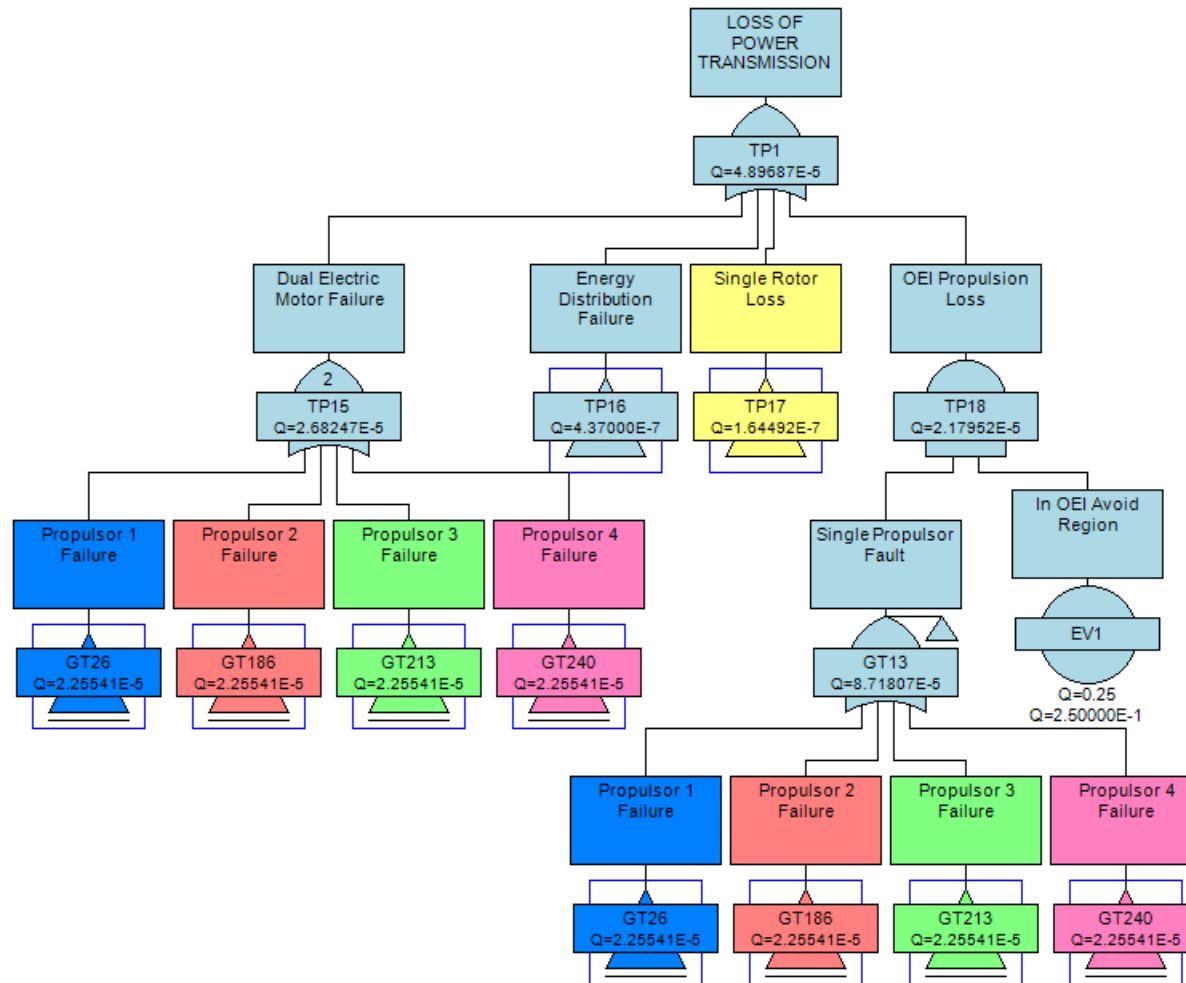 LOSS OF
POWER
TRANSMISSION
TP1
Q=4.89687E-5
Dual Electric
Motor Failure
Energy
Distribution
Failure
Single Rotor
Loss
OEI Propulsion
Loss
2
TP15
Q=2.68247E-5
TP16
Q=4.37000E-7
TP17
Q=1.64492E-7
TP18
Q=2.17952E-5
Propulsor 1
Failure
Propulsor 2
Failure
Propulsor 3
Failure
Propulsor 4
Failure
Single Propulsor
Fault
In OEI Avoid
Region
GT26
Q=2.25541E-5
GT186
Q=2.25541E-5
GT213
Q=2.25541E-5
GT240
Q=2.25541E-5
GT13
Q=8.71807E-5
EV1
Q=0.25
Q=2.50000E-1
Propulsor 1
Failure
Propulsor 2
Failure
Propulsor 3
Failure
Propulsor 4
Failure
GT26
Q=2.25541E-5
GT186
Q=2.25541E-5
GT213
Q=2.25541E-5
GT240
Q=2.25541E-5